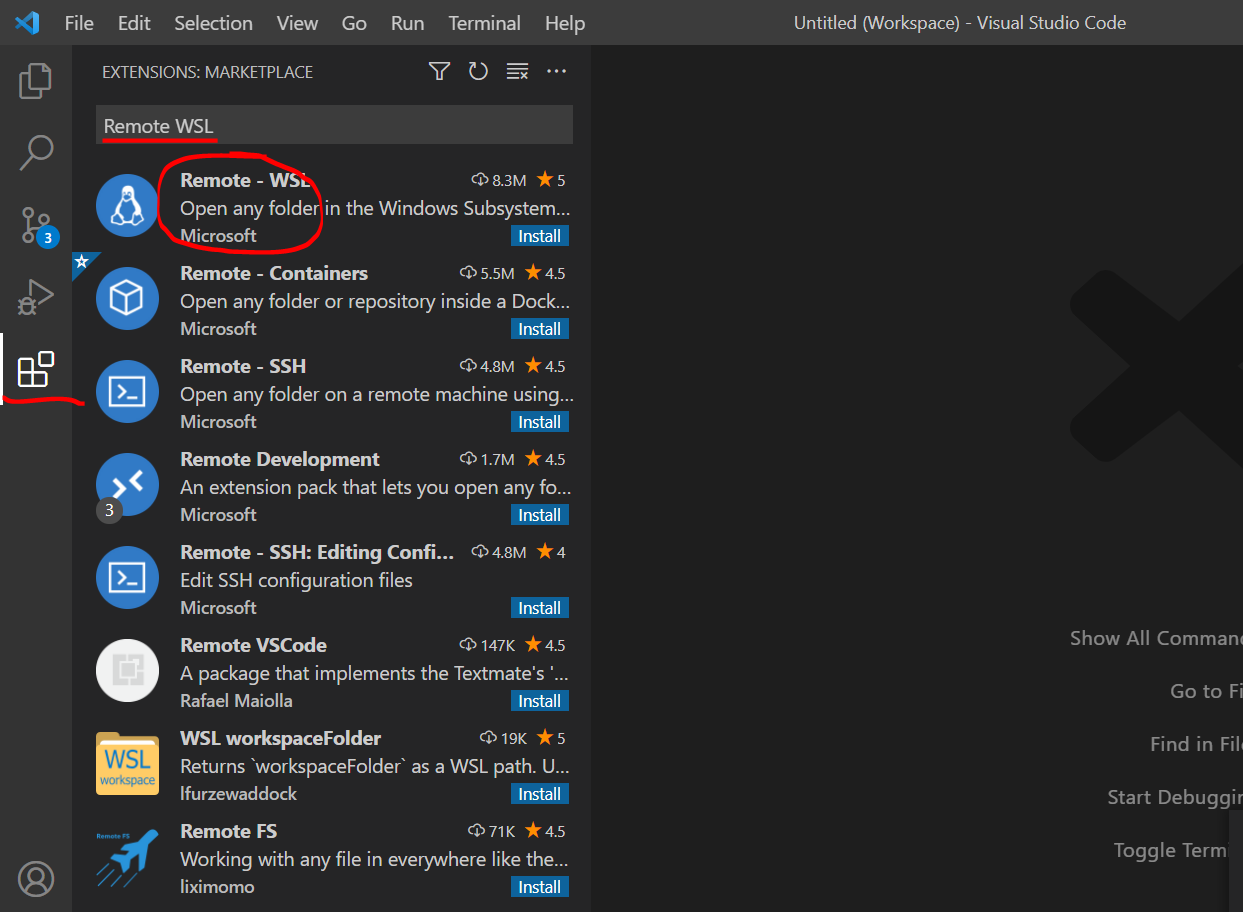 File Edit Selection View Go Run Terminal Help Untitled (Workspace) - Visual Studio Code
EXTENSIONS: MARKETPLACE
Remote WSL
Remote - WSL 8.3M 5
Open any folder in the Windows Subsystem...
Microsoft Install
3
Remote - Containers 5.5M 4.5
Open any folder or repository inside a Dock...
Microsoft Install
Remote - SSH 4.8M 4.5
Open any folder on a remote machine using...
Microsoft Install
Remote Development 1.7M 4.5
An extension pack that lets you open any fo...
3
Microsoft Install
Remote - SSH: Editing Confi... 4.8M 4
Edit SSH configuration files
Microsoft Install
Remote VSCode 147K 4.5
A package that implements the Textmate's '...
Rafael Maiolla Install
WSL workspaceFolder 19K 5
WSL
workspace
Returns `workspaceFolder` as a WSL path. U...
lfurzewaddock Install
Remote FS 71K 4.5
Remote FS
Working with any file in everywhere like the...
liximomo Install
Show All Comman
Go to Fi
Find in File
Start Debuggin
Toggle Termi